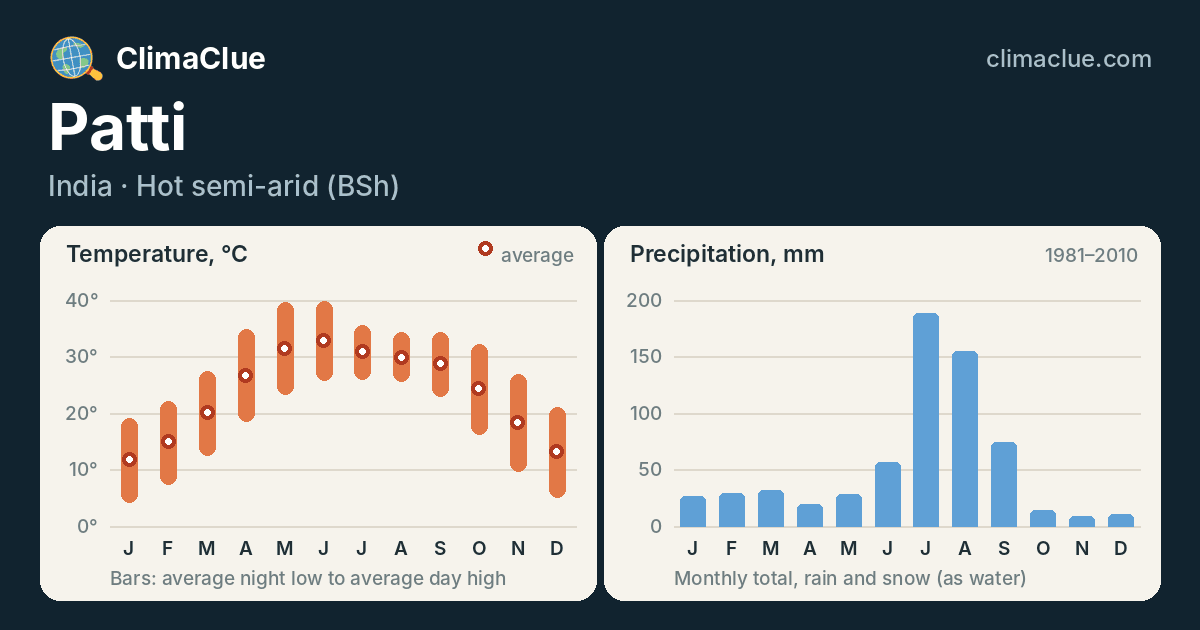 ClimaClue
climaclue.com
Patti
India · Hot semi-arid (BSh)
Temperature, °C
average
40°
30°
20°
10°
0°
J F M A M J J A S O N D
Bars: average night low to average day high
Precipitation, mm
1981–2010
200
150
100
50
0
J F M A M J J A S O N D
Monthly total, rain and snow (as water)